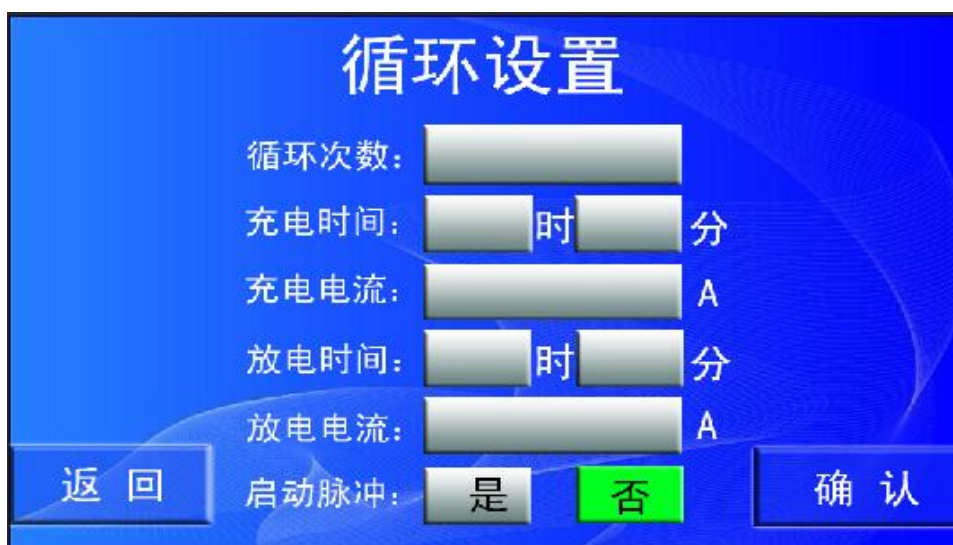 循环设置
循环次数:
充电时间: 时 分
充电电流: A
放电时间: 时 分
放电电流: A
返 回 启动脉冲: 是 否 确 认